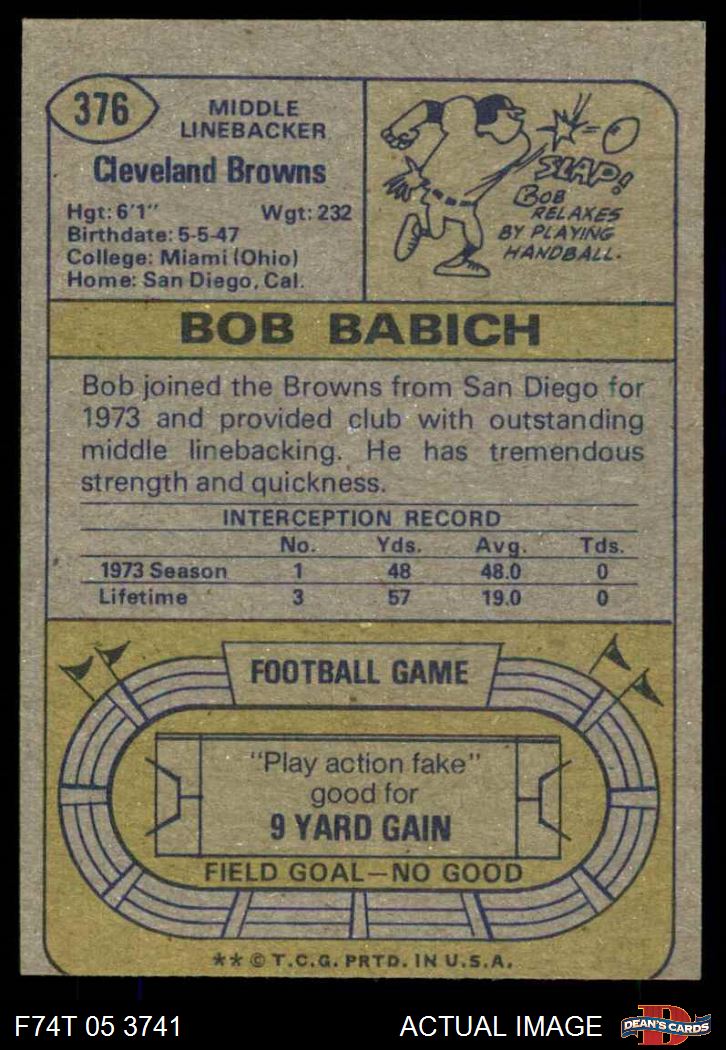 376
MIDDLE
LINEBACKER
Cleveland Browns
Hgt: 6'1" Wgt: 232
Birthdate: 5-5-47
College: Miami (Ohio)
Home: San Diego, Cal.
SLAP!
BOB
RELAXES
BY PLAYING
HANDBALL.
BOB BABICH
Bob joined the Browns from San Diego for
1973 and provided club with outstanding
middle linebacking. He has tremendous
strength and quickness.
INTERCEPTION RECORD
No. Yds. Avg. Tds.
1973 Season 1 48 48.0 0
Lifetime 3 57 19.0 0
FOOTBALL GAME
"Play action fake"
good for
9 YARD GAIN
FIELD GOAL—NO GOOD
** © T.C.G. PRTD. IN U.S.A.
F74T 05 3741 ACTUAL IMAGE
D
DEAN'S CARDS